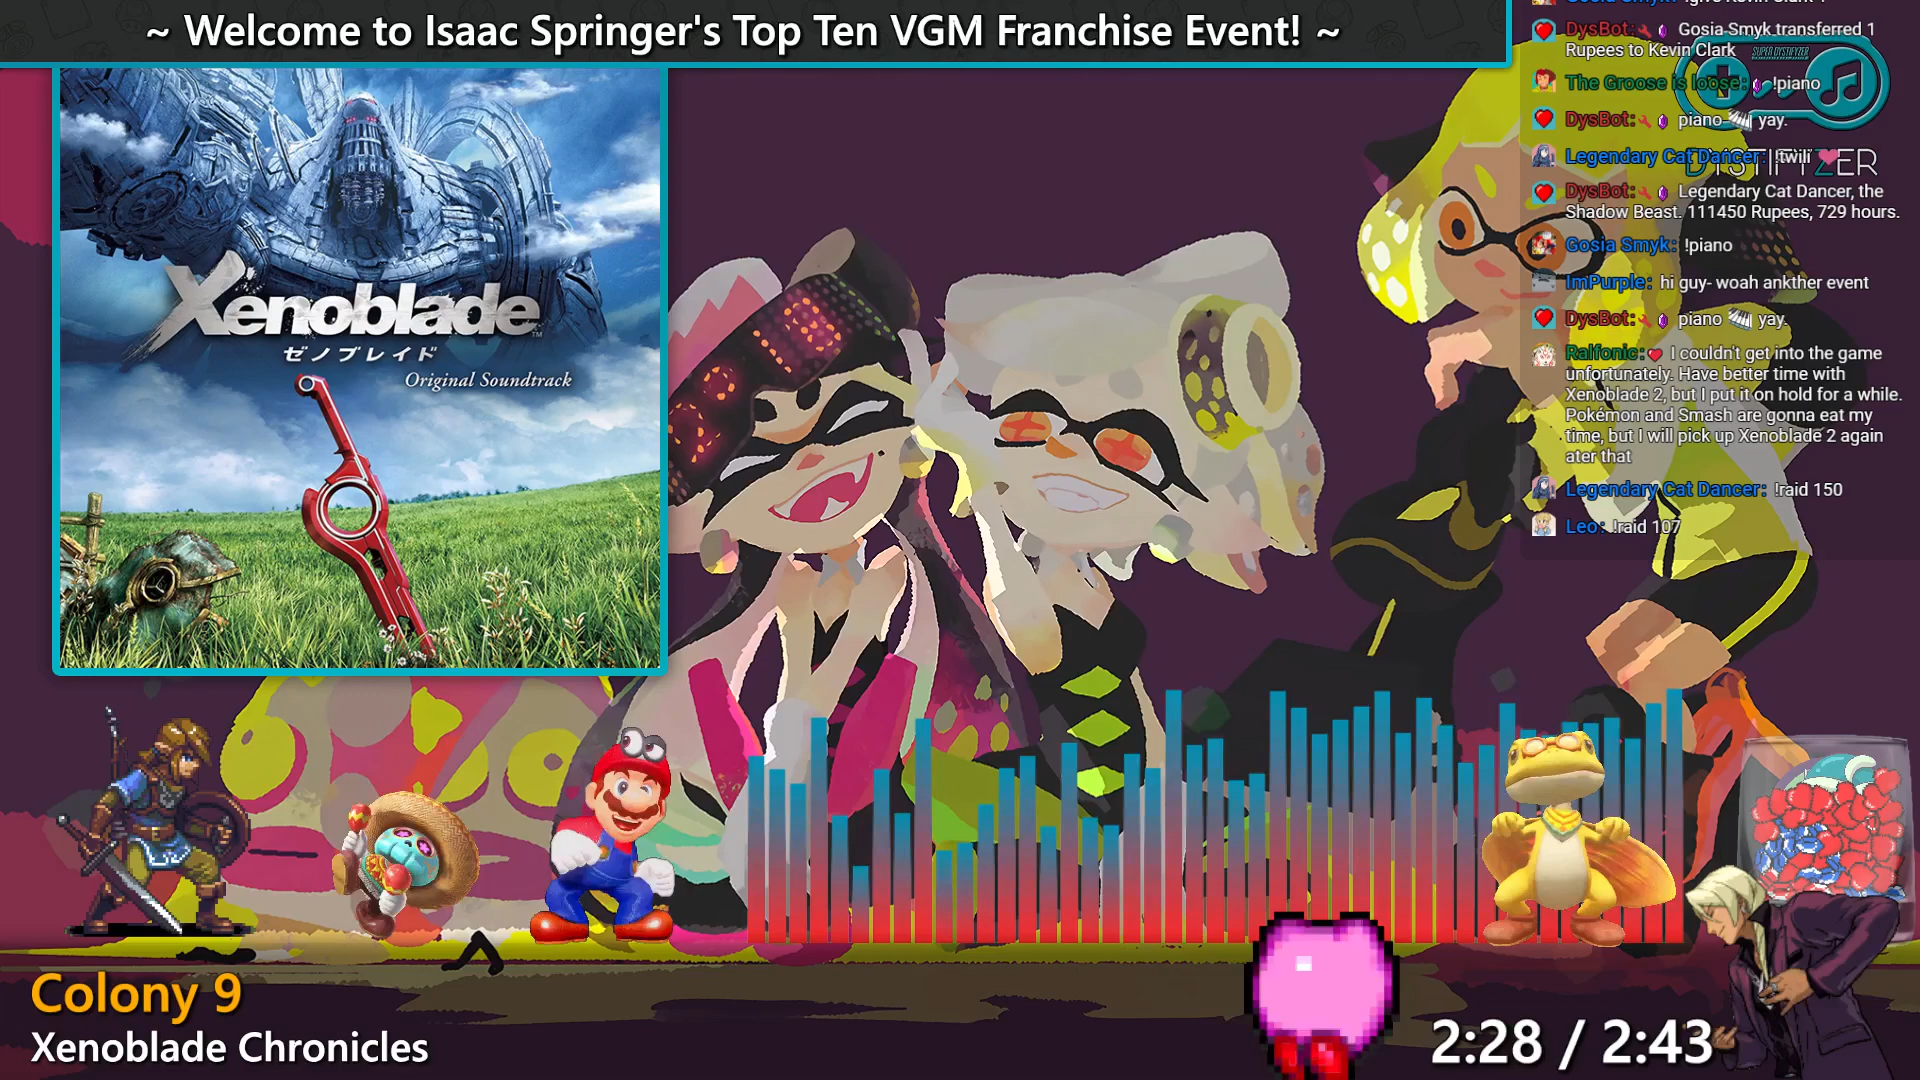 ~ Welcome to Isaac Springer's Top Ten VGM Franchise Event! ~
Xenoblade™
ゼノブレイド
Original Soundtrack
DysBot: Gosia Smyk transferred 1
Rupees to Kevin Clark
SUPER DYSTIFYZER
The Groose is loose: !piano
DysBot: piano yay.
Legendary Cat Dancer: !twili
DYSTIFYZER
DysBot: Legendary Cat Dancer, the
Shadow Beast. 111450 Rupees, 729 hours.
Gosia Smyk: !piano
ImPurple: hi guy- woah ankther event
DysBot: piano yay.
Ralfonic: I couldn't get into the game
unfortunately. Have better time with
Xenoblade 2, but I put it on hold for a while.
Pokémon and Smash are gonna eat my
time, but I will pick up Xenoblade 2 again
ater that
Legendary Cat Dancer: !raid 150
Leo: !raid 107
Colony 9
Xenoblade Chronicles
2:28 / 2:43